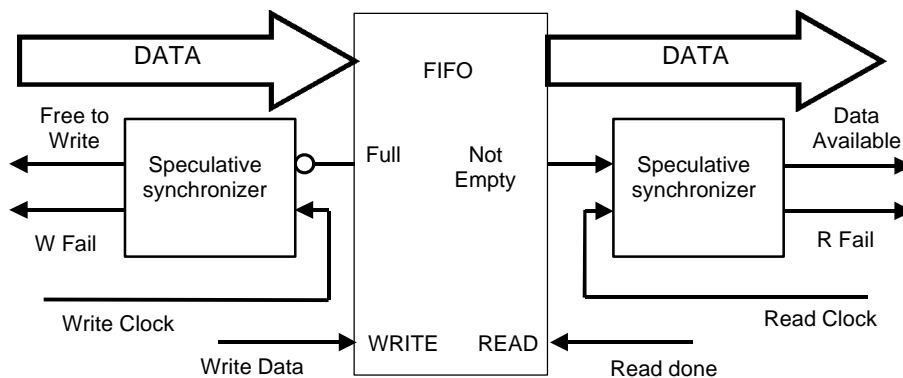 DATA
DATA
FIFO
Free to
Write
Data
Available
Full
Not
Empty
Speculative
synchronizer
Speculative
synchronizer
W Fail
R Fail
Write Clock
Read Clock
WRITE
READ
Write Data
Read done